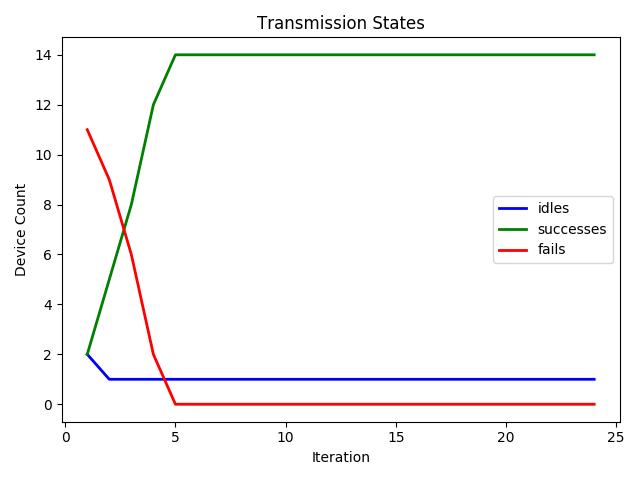 Transmission States
Device Count
14
12
10
8
6
4
2
0
idles
successes
fails
0 5 10 15 20 25
Iteration